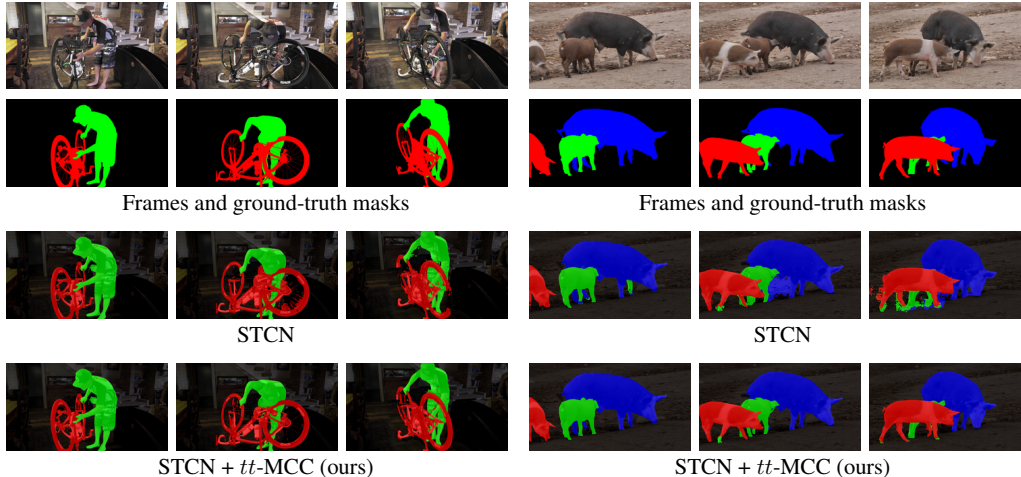 Frames and ground-truth masks
Frames and ground-truth masks
STCN
STCN
STCN + tt-MCC (ours)
STCN + tt-MCC (ours)